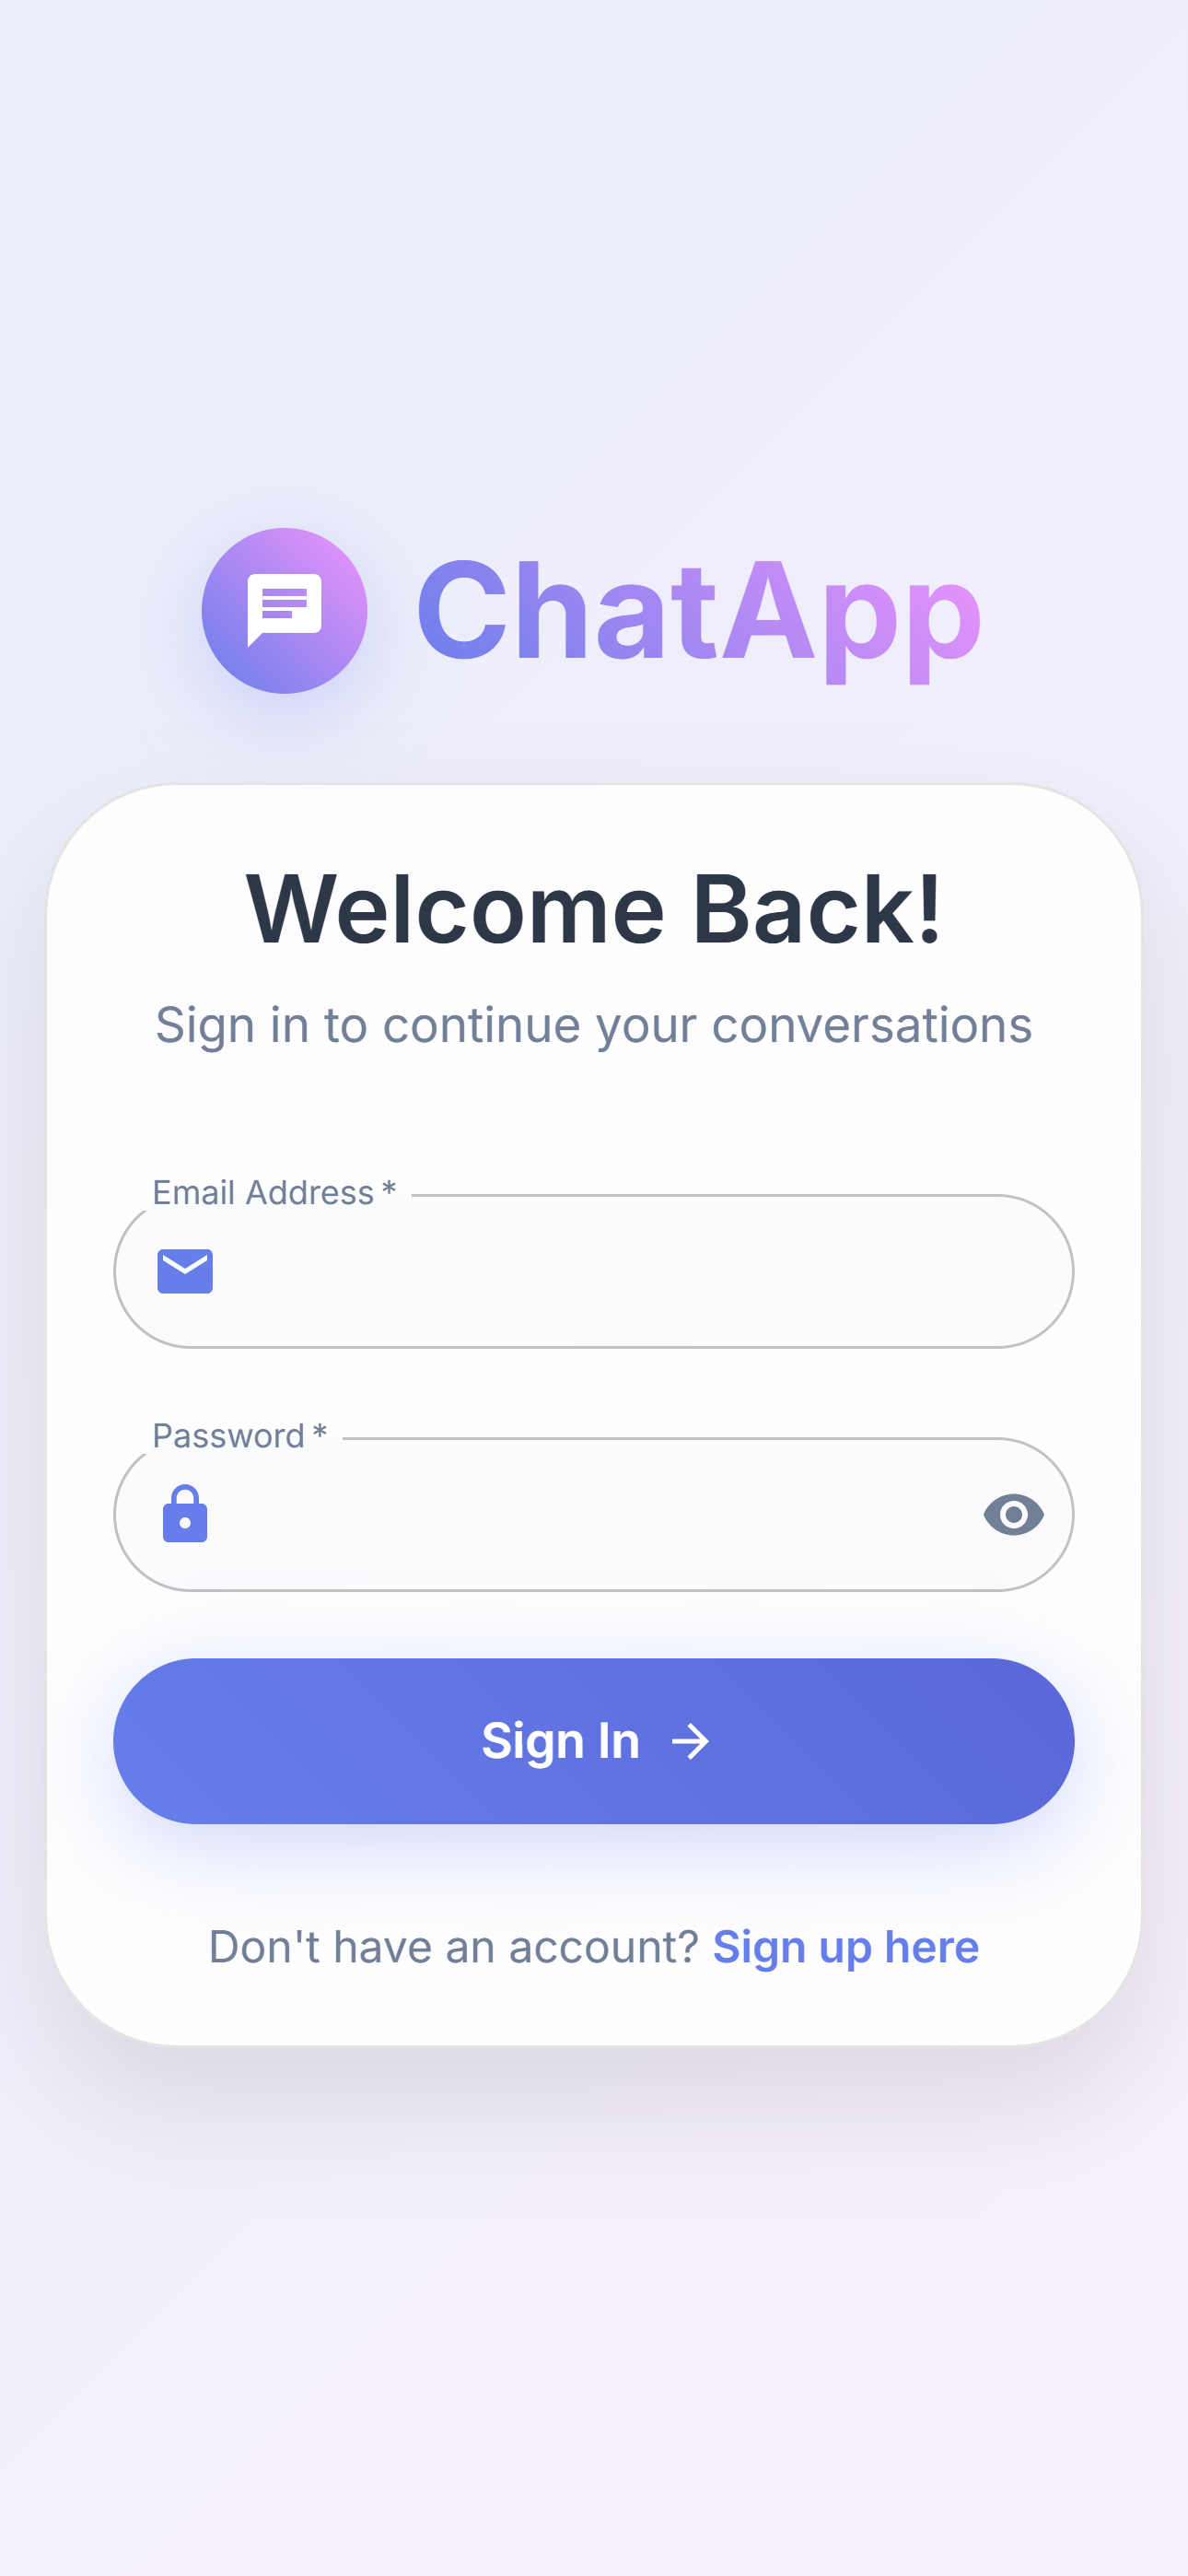 ChatApp
Welcome Back!
Sign in to continue your conversations
Email Address *
Password *
Sign In
Don't have an account? Sign up here